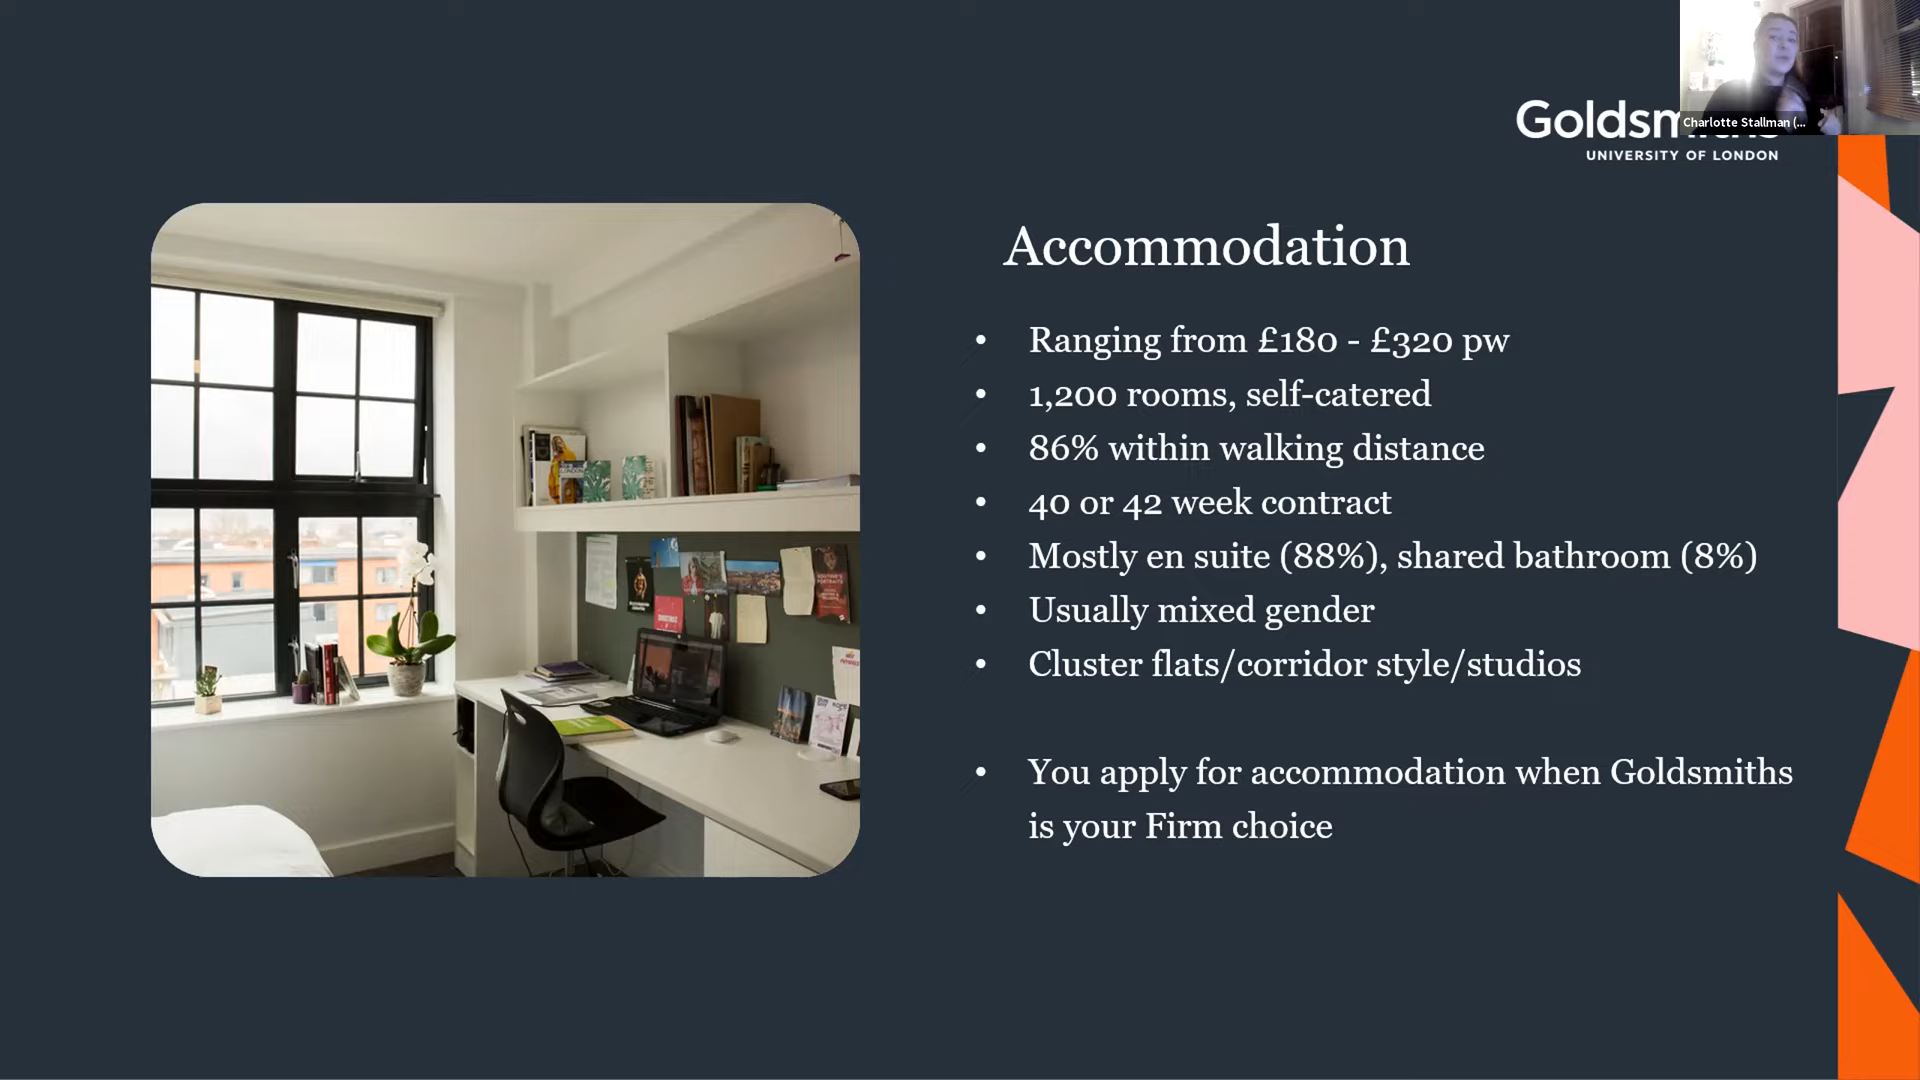 Charlotte Stallman (...
Goldsmiths
UNIVERSITY OF LONDON
Accommodation
• Ranging from £180 - £320 pw
• 1,200 rooms, self-catered
• 86% within walking distance
• 40 or 42 week contract
• Mostly en suite (88%), shared bathroom (8%)
• Usually mixed gender
• Cluster flats/corridor style/studios
• You apply for accommodation when Goldsmiths
is your Firm choice